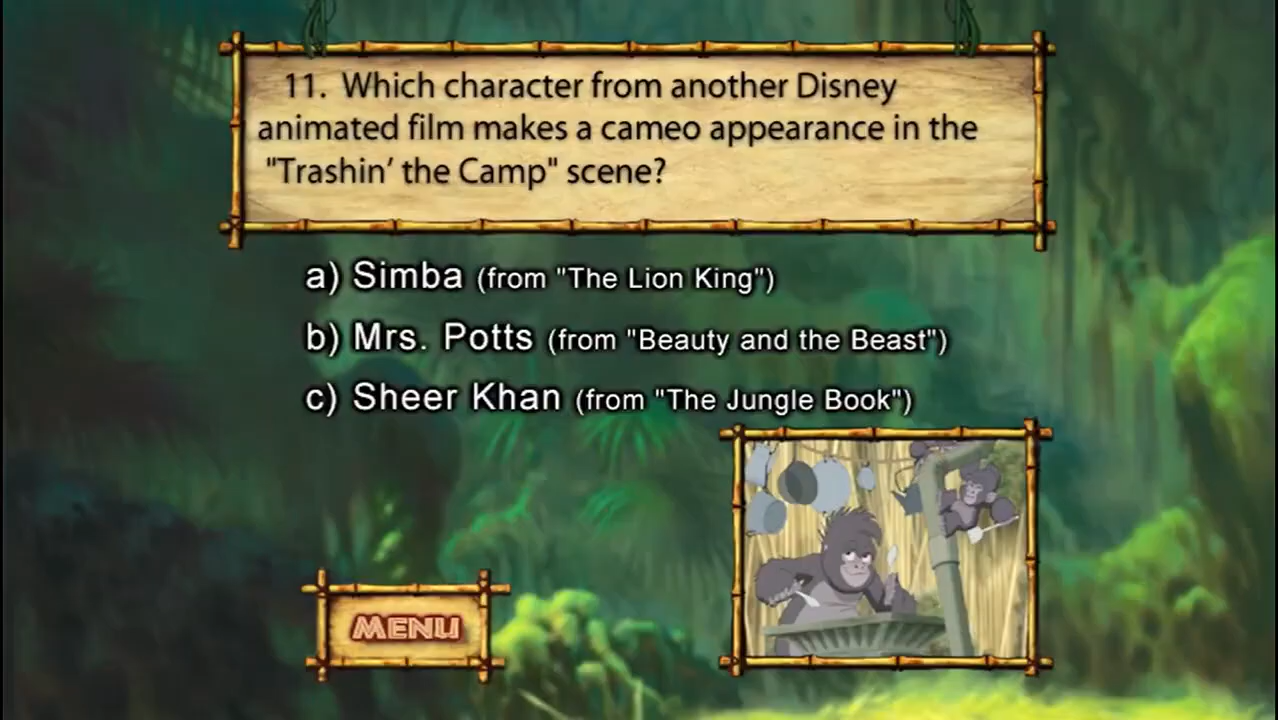 11. Which character from another Disney
animated film makes a cameo appearance in the
"Trashin’ the Camp" scene?
a) Simba (from "The Lion King")
b) Mrs. Potts (from "Beauty and the Beast")
c) Sheer Khan (from "The Jungle Book")
MENU